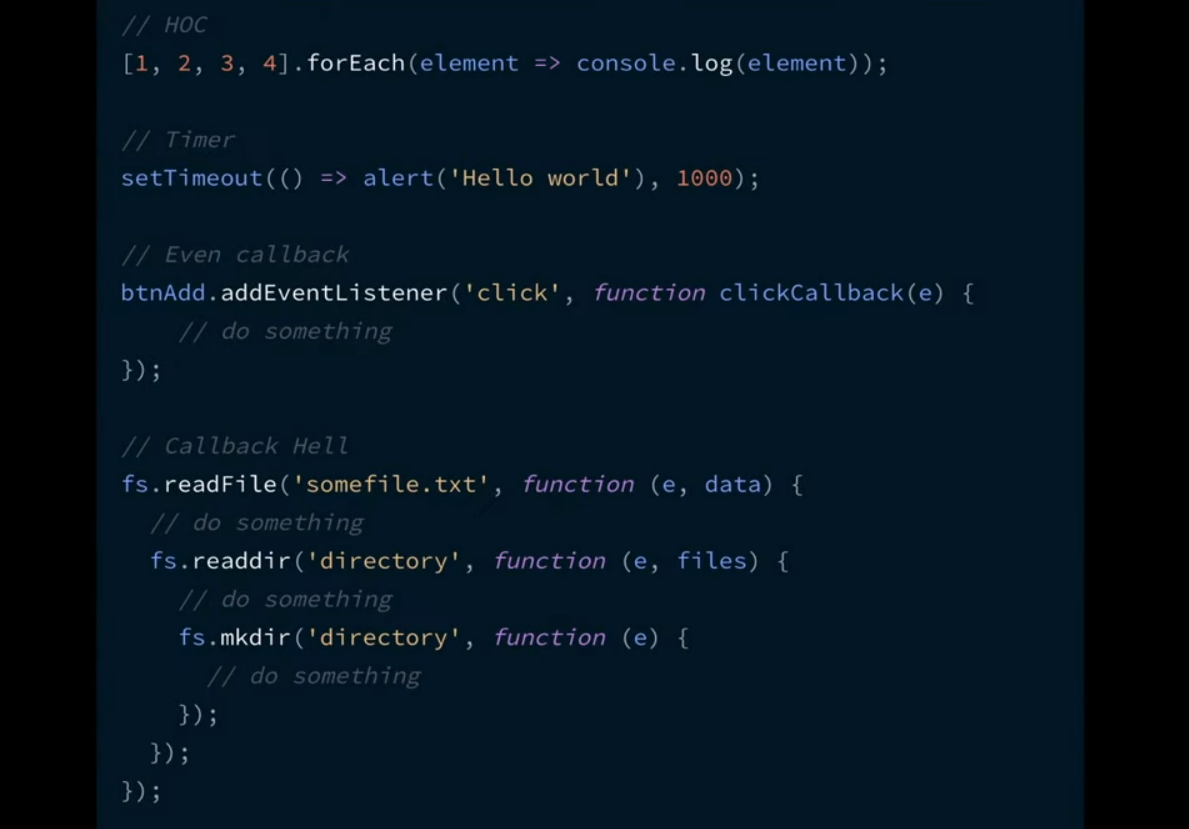 // HOC
[1, 2, 3, 4].forEach(element => console.log(element));
// Timer
setTimeout(() => alert('Hello world'), 1000);
// Even callback
btnAdd.addEventListener('click', function clickCallback(e) {
    // do something
});
// Callback Hell
fs.readFile('somefile.txt', function (e, data) {
  // do something
  fs.readdir('directory', function (e, files) {
    // do something
    fs.mkdir('directory', function (e) {
      // do something
    });
  });
});